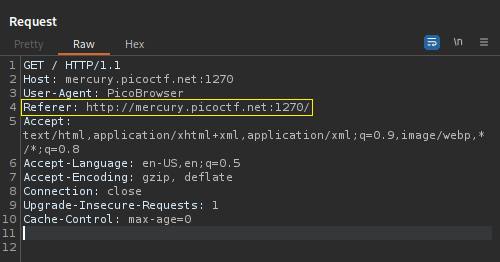 Request
Pretty Raw Hex
\n
1 GET / HTTP/1.1
2 Host: mercury.picoctf.net:1270
3 User-Agent: PicoBrowser
4 Referer: http://mercury.picoctf.net:1270/
5 Accept:
text/html,application/xhtml+xml,application/xml;q=0.9,image/webp,*
/*;q=0.8
6 Accept-Language: en-US,en;q=0.5
7 Accept-Encoding: gzip, deflate
8 Connection: close
9 Upgrade-Insecure-Requests: 1
10 Cache-Control: max-age=0
11
12